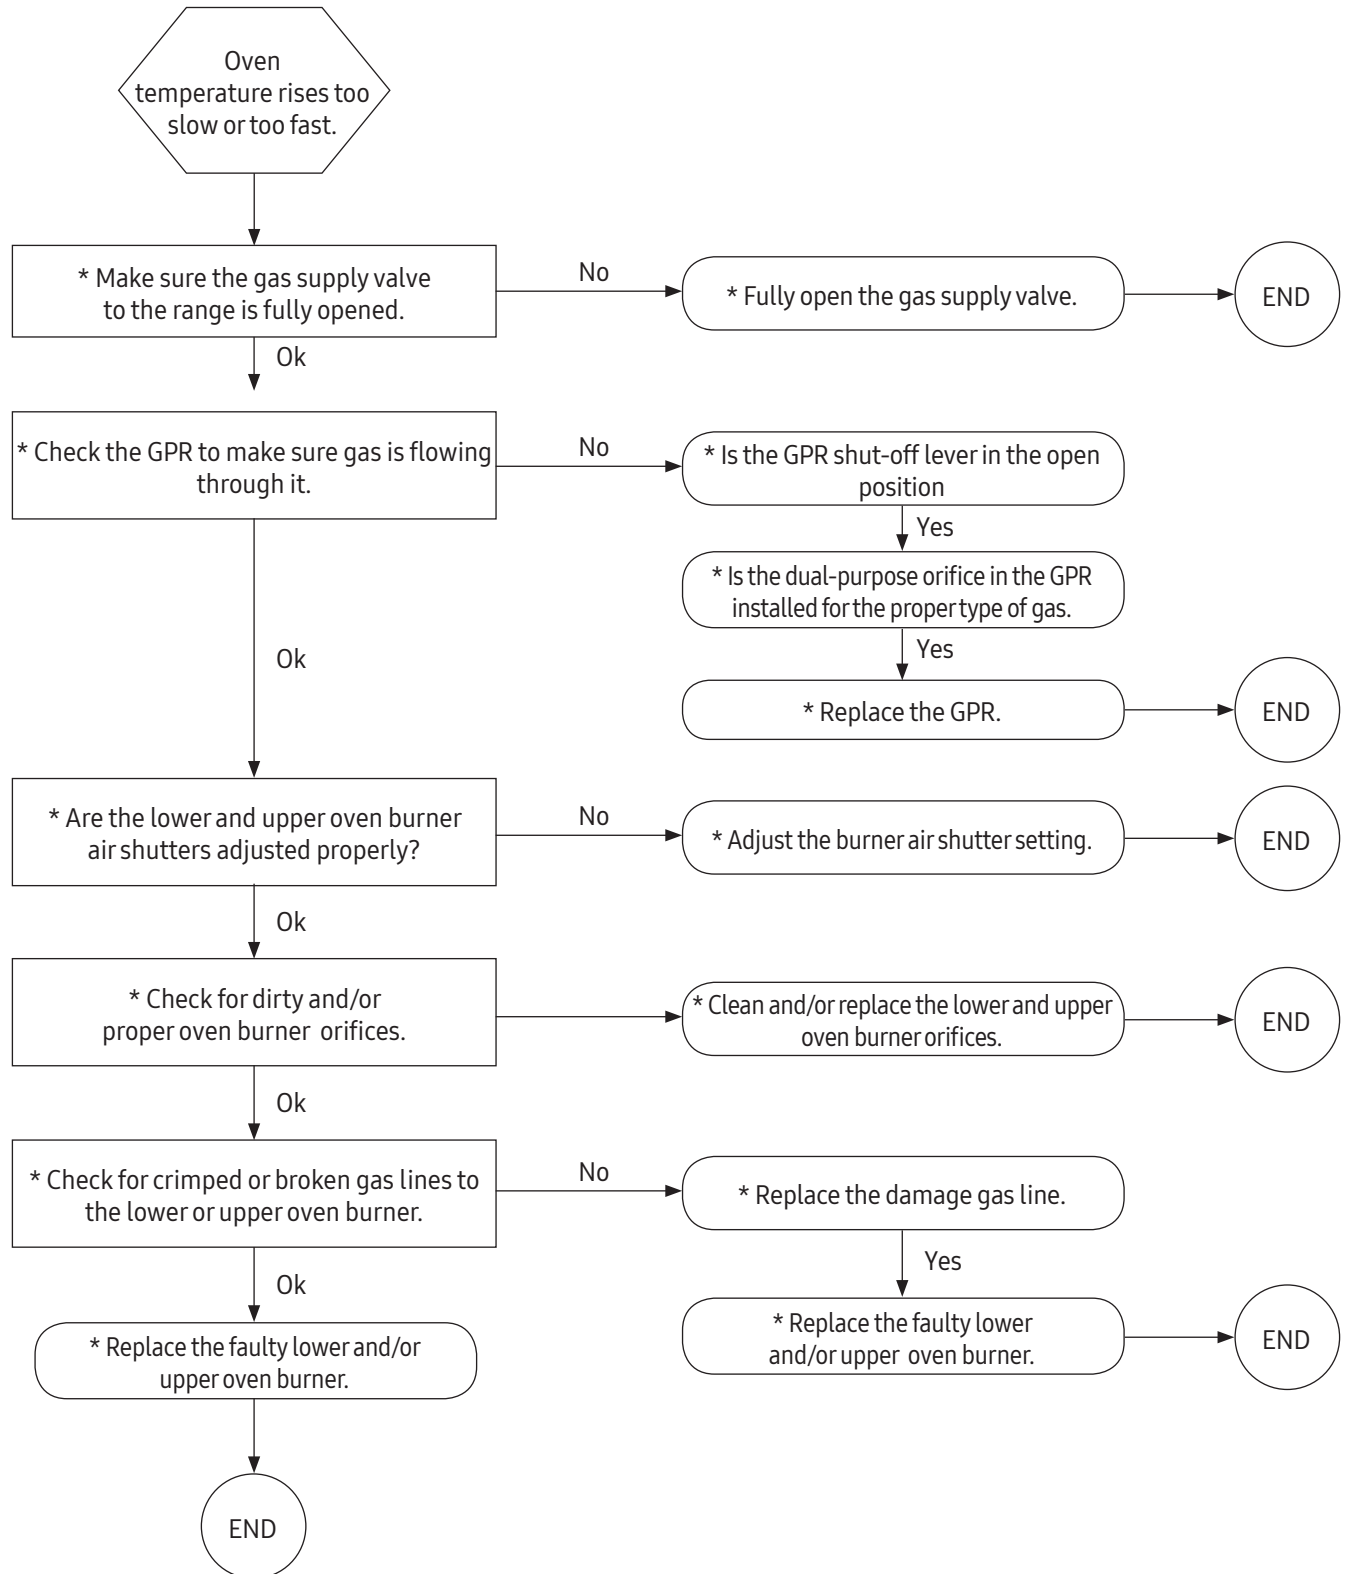 Oven
temperature rises too
slow or too fast.
* Make sure the gas supply valve
to the range is fully opened.
No
* Fully open the gas supply valve.
END
Ok
* Check the GPR to make sure gas is flowing
through it.
No
* Is the GPR shut-off lever in the open
position
Yes
* Is the dual-purpose orifice in the GPR
installed for the proper type of gas.
Yes
* Replace the GPR.
END
Ok
* Are the lower and upper oven burner
air shutters adjusted properly?
No
* Adjust the burner air shutter setting.
END
Ok
* Check for dirty and/or
proper oven burner orifices.
* Clean and/or replace the lower and upper
oven burner orifices.
END
Ok
* Check for crimped or broken gas lines to
the lower or upper oven burner.
No
* Replace the damage gas line.
Yes
* Replace the faulty lower
and/or upper oven burner.
END
Ok
* Replace the faulty lower and/or
upper oven burner.
END